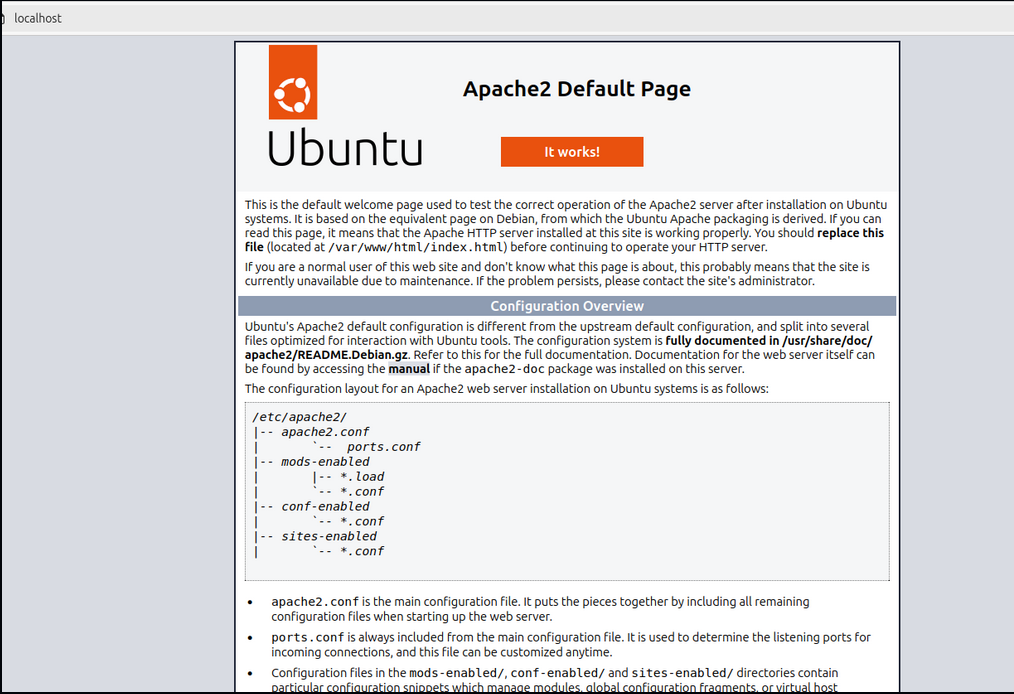 localhost
Ubuntu
Apache2 Default Page
It works!
This is the default welcome page used to test the correct operation of the Apache2 server after installation on Ubuntu
systems. It is based on the equivalent page on Debian, from which the Ubuntu Apache packaging is derived. If you can
read this page, it means that the Apache HTTP server installed at this site is working properly. You should replace this
file (located at /var/www/html/index.html) before continuing to operate your HTTP server.
If you are a normal user of this web site and don't know what this page is about, this probably means that the site is
currently unavailable due to maintenance. If the problem persists, please contact the site's administrator.
Configuration Overview
Ubuntu's Apache2 default configuration is different from the upstream default configuration, and split into several
files optimized for interaction with Ubuntu tools. The configuration system is fully documented in /usr/share/doc/
apache2/README.Debian.gz. Refer to this for the full documentation. Documentation for the web server itself can
be found by accessing the manual if the apache2-doc package was installed on this server.
The configuration layout for an Apache2 web server installation on Ubuntu systems is as follows:
/etc/apache2/
|-- apache2.conf
|       `--  ports.conf
|-- mods-enabled
|       |-- *.load
|       `-- *.conf
|-- conf-enabled
|       `-- *.conf
|-- sites-enabled
|       `-- *.conf
• apache2.conf is the main configuration file. It puts the pieces together by including all remaining
configuration files when starting up the web server.
• ports.conf is always included from the main configuration file. It is used to determine the listening ports for
incoming connections, and this file can be customized anytime.
• Configuration files in the mods-enabled/, conf-enabled/ and sites-enabled/ directories contain
particular configuration snippets which manage modules, global configuration fragments, or virtual host